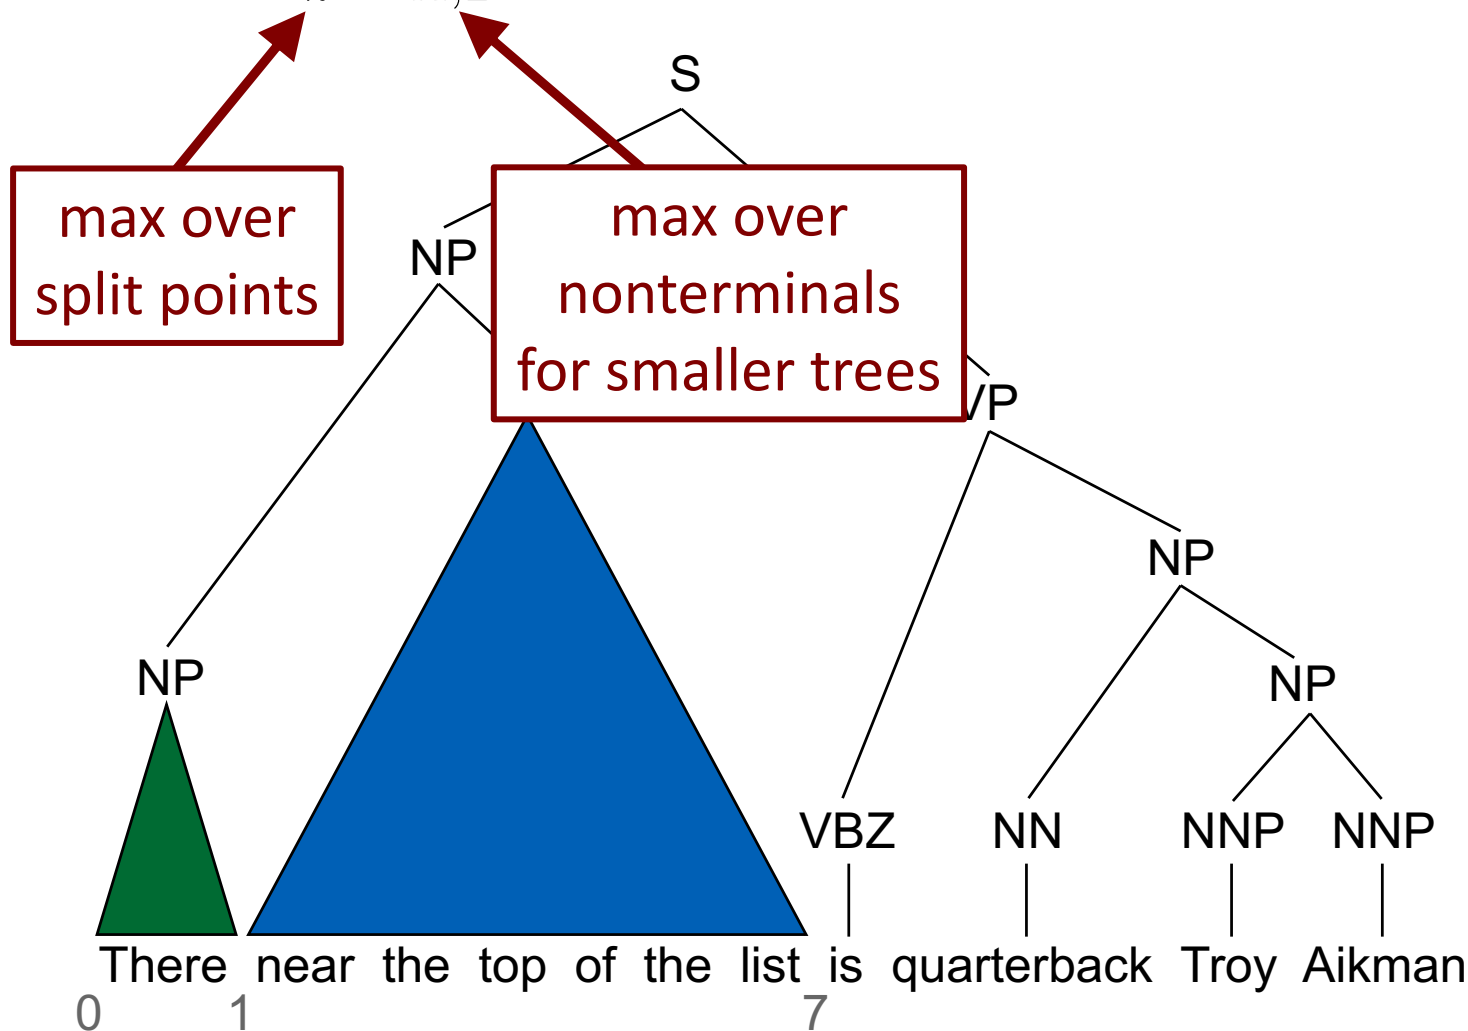 S
max over
split points
max over
nonterminals
for smaller trees
NP
VP
NP
NP
NP
VBZ NN NNP NNP
There near the top of the list is quarterback Troy Aikman
0 1 7